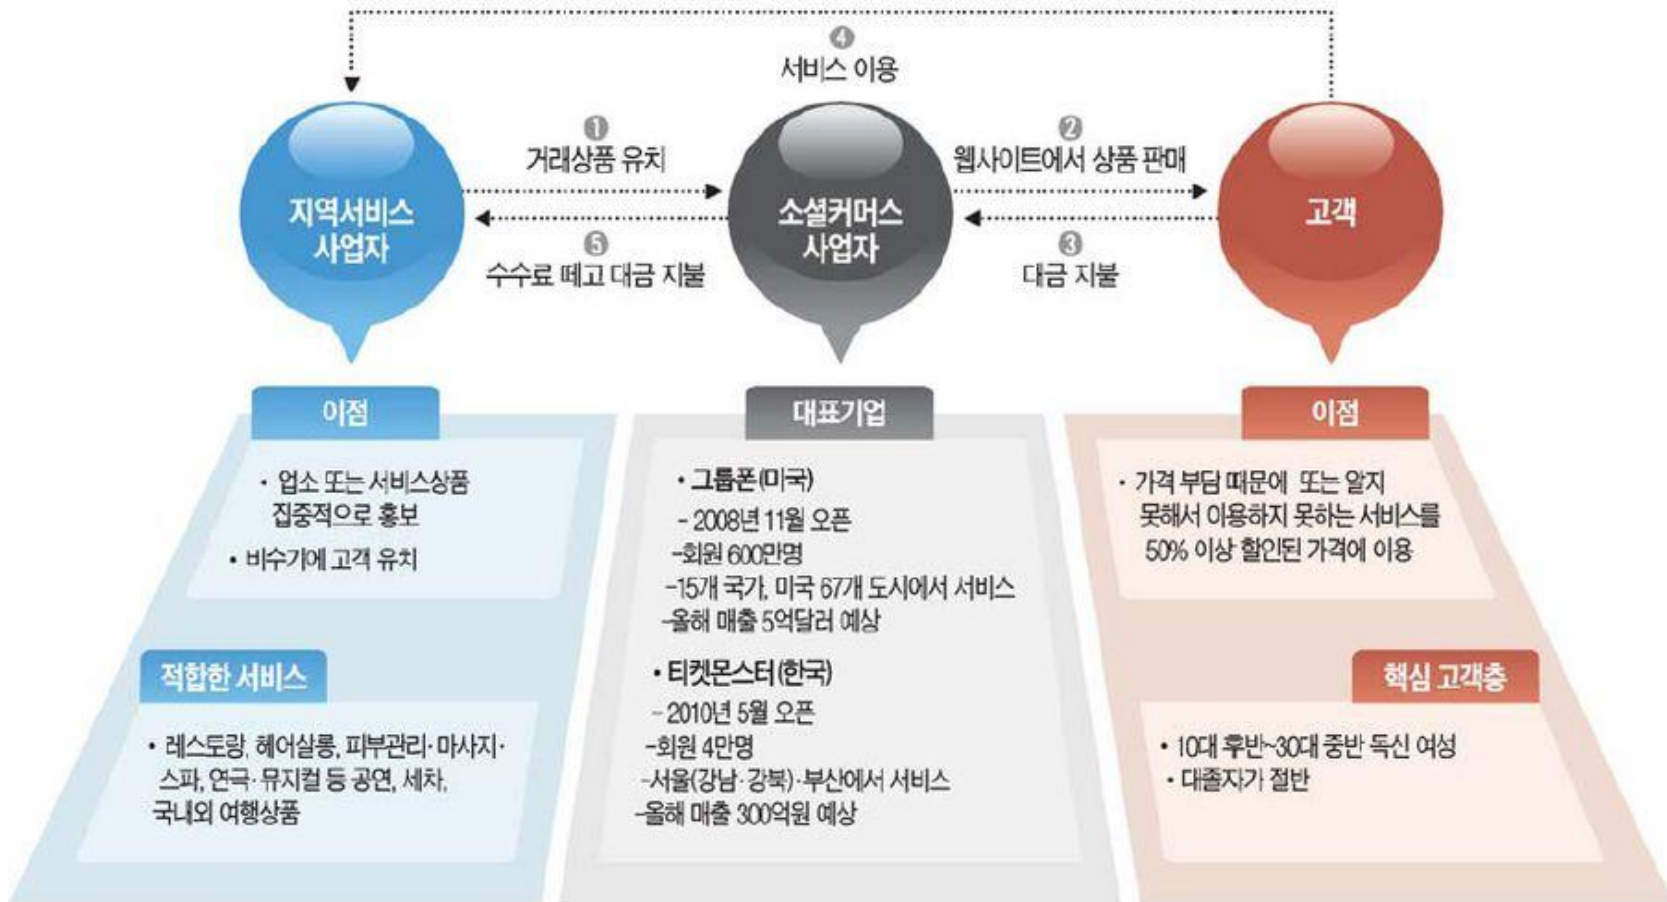 ④
서비스 이용
①
거래상품 유치
②
웹사이트에서 상품 판매
지역서비스
사업자
소셜커머스
사업자
고객
⑤
수수료 떼고 대금 지불
③
대금 지불
이점
• 업소 또는 서비스상품
집중적으로 홍보
• 비수기에 고객 유치
적합한 서비스
• 레스토랑, 헤어살롱, 피부관리·마사지·
스파, 연극·뮤지컬 등 공연, 세차,
국내외 여행상품
대표기업
• 그룹폰(미국)
- 2008년 11월 오픈
-회원 600만명
-15개 국가, 미국 67개 도시에서 서비스
-올해 매출 5억달러 예상
• 티켓몬스터(한국)
- 2010년 5월 오픈
-회원 4만명
-서울(강남·강북)·부산에서 서비스
-올해 매출 300억원 예상
이점
• 가격 부담 때문에 또는 알지
못해서 이용하지 못하는 서비스를
50% 이상 할인된 가격에 이용
핵심 고객층
• 10대 후반~30대 중반 독신 여성
• 대졸자가 절반